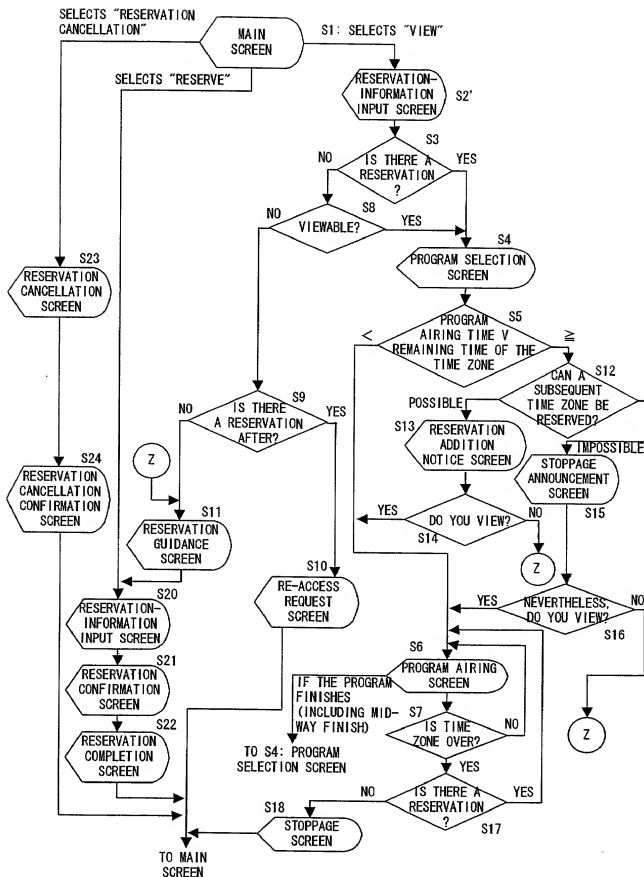 SELECTS "RESERVATION
CANCELLATION"
MAIN
SCREEN
S1: SELECTS "VIEW"
SELECTS "RESERVE"
RESERVATION-
INFORMATION
INPUT SCREEN
S2'
S3
NO
IS THERE A
RESERVATION
?
YES
S8
NO
VIEWABLE?
YES
S4
PROGRAM SELECTION
SCREEN
S23
RESERVATION
CANCELLATION
SCREEN
S5
<
PROGRAM
AIRING TIME V
REMAINING TIME OF THE
TIME ZONE
≧
S12
CAN A
SUBSEQUENT
TIME ZONE BE
RESERVED?
POSSIBLE
IMPOSSIBLE
S9
NO
IS THERE
A RESERVATION
AFTER?
YES
S13
RESERVATION
ADDITION
NOTICE SCREEN
STOPPAGE
ANNOUNCEMENT
SCREEN
S15
S24
RESERVATION
CANCELLATION
CONFIRMATION
SCREEN
Z
YES
DO YOU VIEW?
NO
S14
S11
RESERVATION
GUIDANCE
SCREEN
Z
S10
RE-ACCESS
REQUEST
SCREEN
S20
RESERVATION-
INFORMATION
INPUT SCREEN
YES
NEVERTHELESS,
DO YOU VIEW?
NO
S16
S6
PROGRAM AIRING
SCREEN
S21
RESERVATION
CONFIRMATION
SCREEN
IF THE PROGRAM
FINISHES
(INCLUDING MID-
WAY FINISH)
S7
IS TIME
ZONE OVER?
NO
Z
S22
RESERVATION
COMPLETION
SCREEN
TO S4: PROGRAM
SELECTION SCREEN
YES
NO
IS THERE A
RESERVATION
?
YES
S17
S18
STOPPAGE
SCREEN
TO MAIN
SCREEN